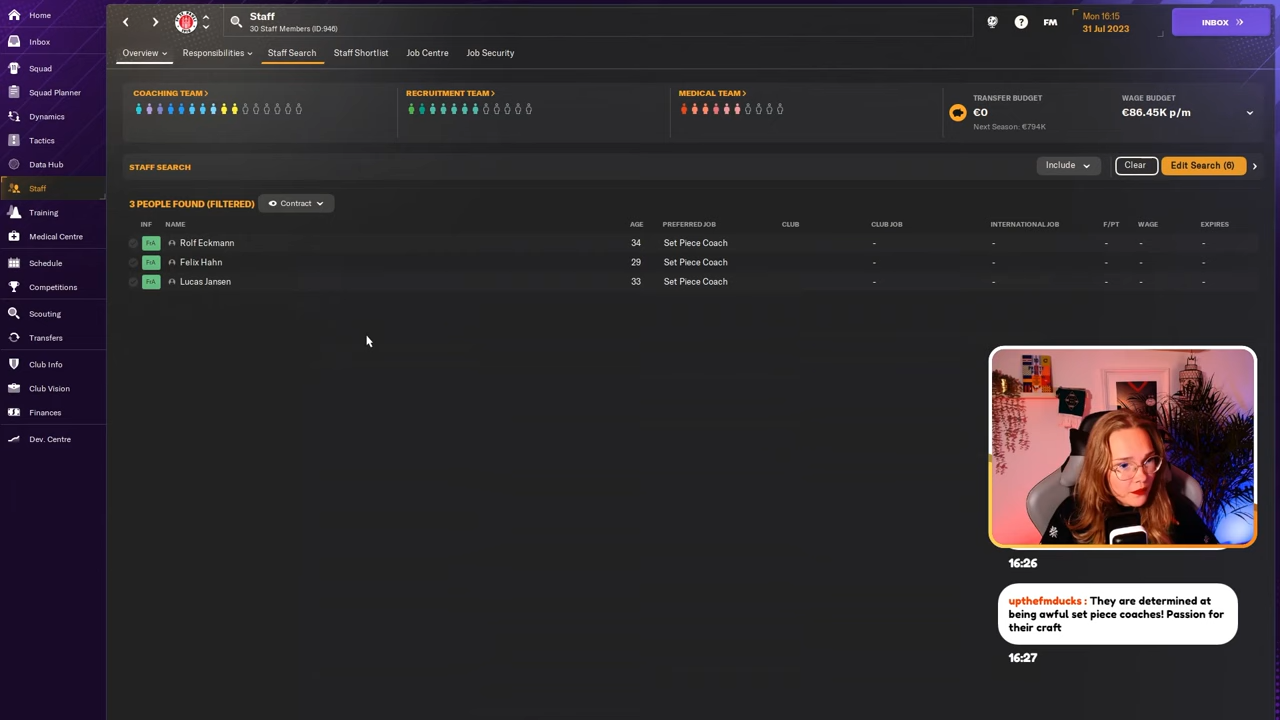 Home
Inbox
Squad
Squad Planner
Dynamics
Tactics
Data Hub
Staff
Training
Medical Centre
Schedule
Competitions
Scouting
Transfers
Club Info
Club Vision
Finances
Dev. Centre
Staff
30 Staff Members (ID:946)
FM
Mon 16:15
31 Jul 2023
INBOX
Overview
Responsibilities
Staff Search
Staff Shortlist
Job Centre
Job Security
COACHING TEAM
RECRUITMENT TEAM
MEDICAL TEAM
TRANSFER BUDGET
€0
Next Season: €794K
WAGE BUDGET
€86.45K p/m
STAFF SEARCH
Include
Clear
Edit Search (6)
3 PEOPLE FOUND (FILTERED)
Contract
INF NAME AGE PREFERRED JOB CLUB CLUB JOB INTERNATIONAL JOB F/PT WAGE EXPIRES
FrA Rolf Eckmann 34 Set Piece Coach - - - - -
FrA Felix Hahn 29 Set Piece Coach - - - - -
FrA Lucas Jansen 33 Set Piece Coach - - - - -
16:26
upthefmducks : They are determined at
being awful set piece coaches! Passion for
their craft
16:27